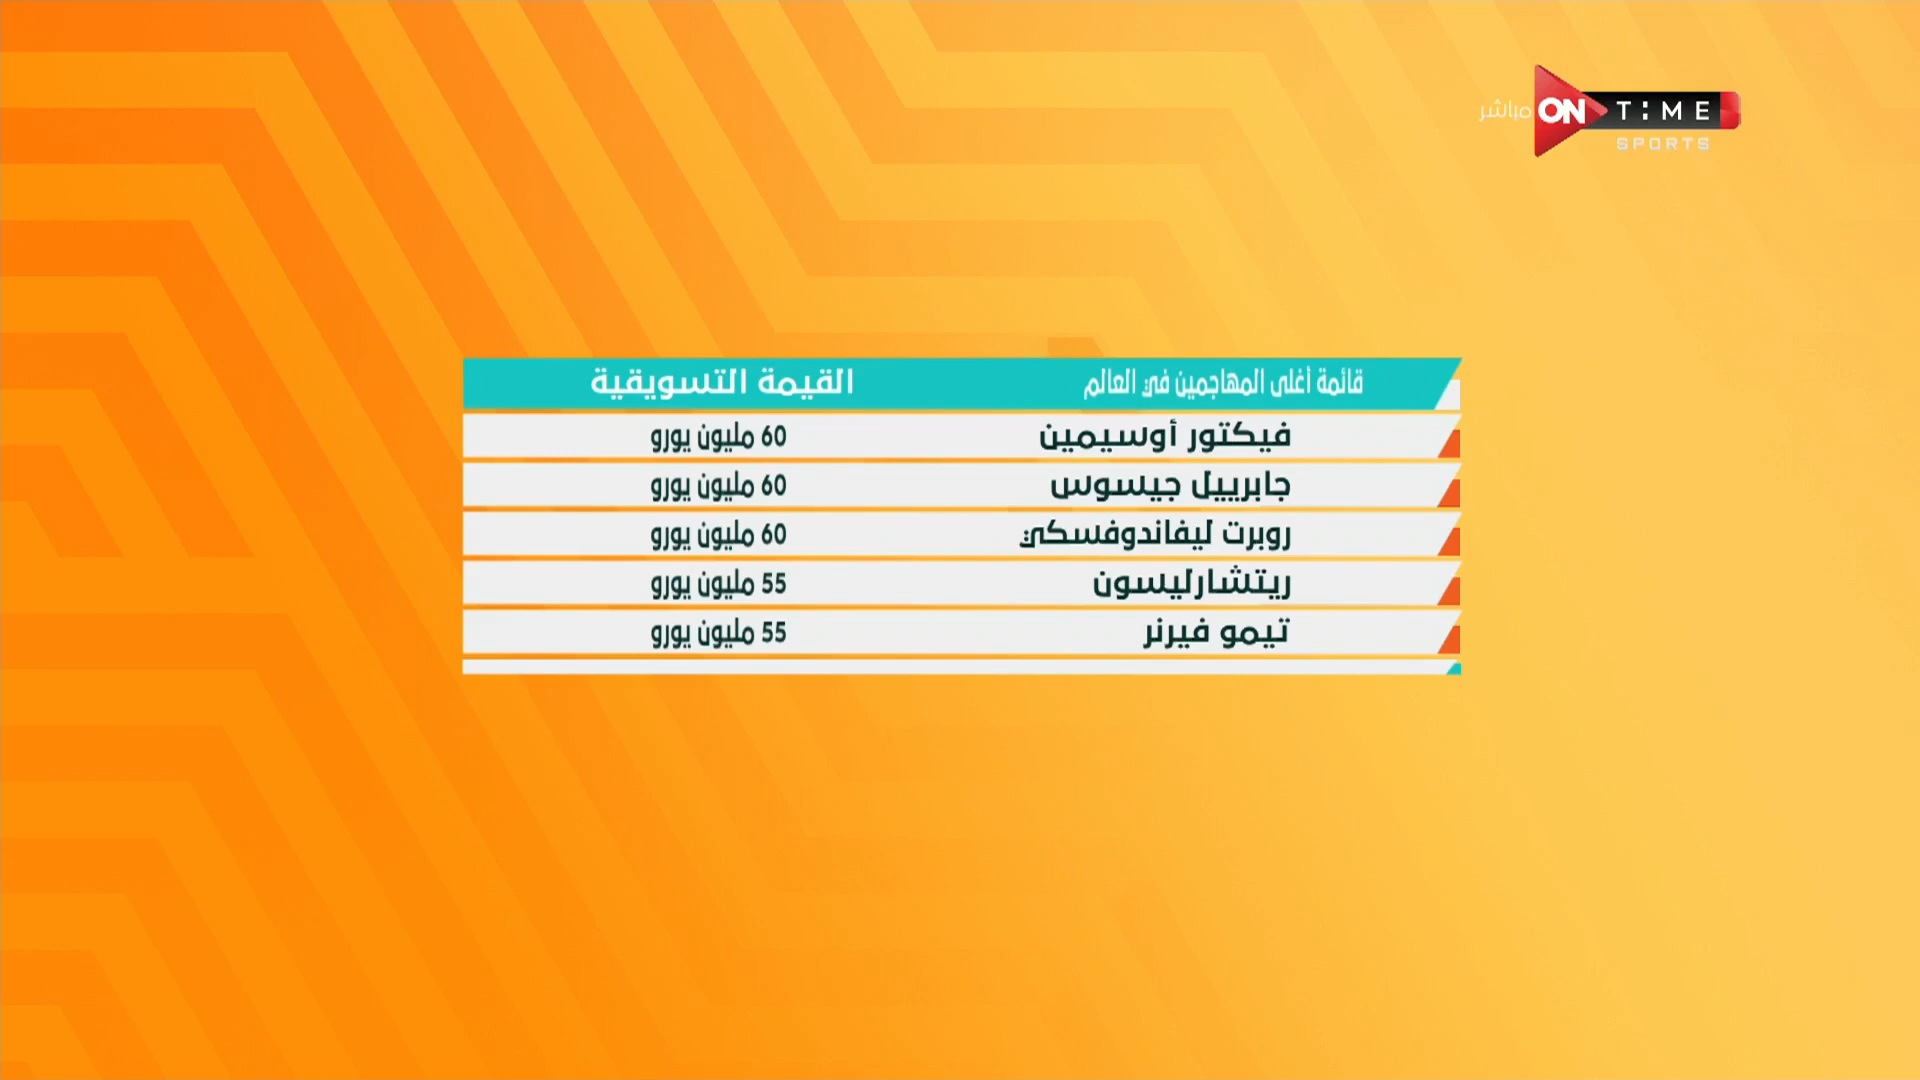 مباشر ON TIME
SPORTS
قائمة أغلى المهاجمين في العالم القيمة التسويقية
فيكتور أوسيمين 60 مليون يورو
جابرييل جيسوس 60 مليون يورو
روبرت ليفاندوفسكي 60 مليون يورو
ريتشارليسون 55 مليون يورو
تيمو فيرنر 55 مليون يورو